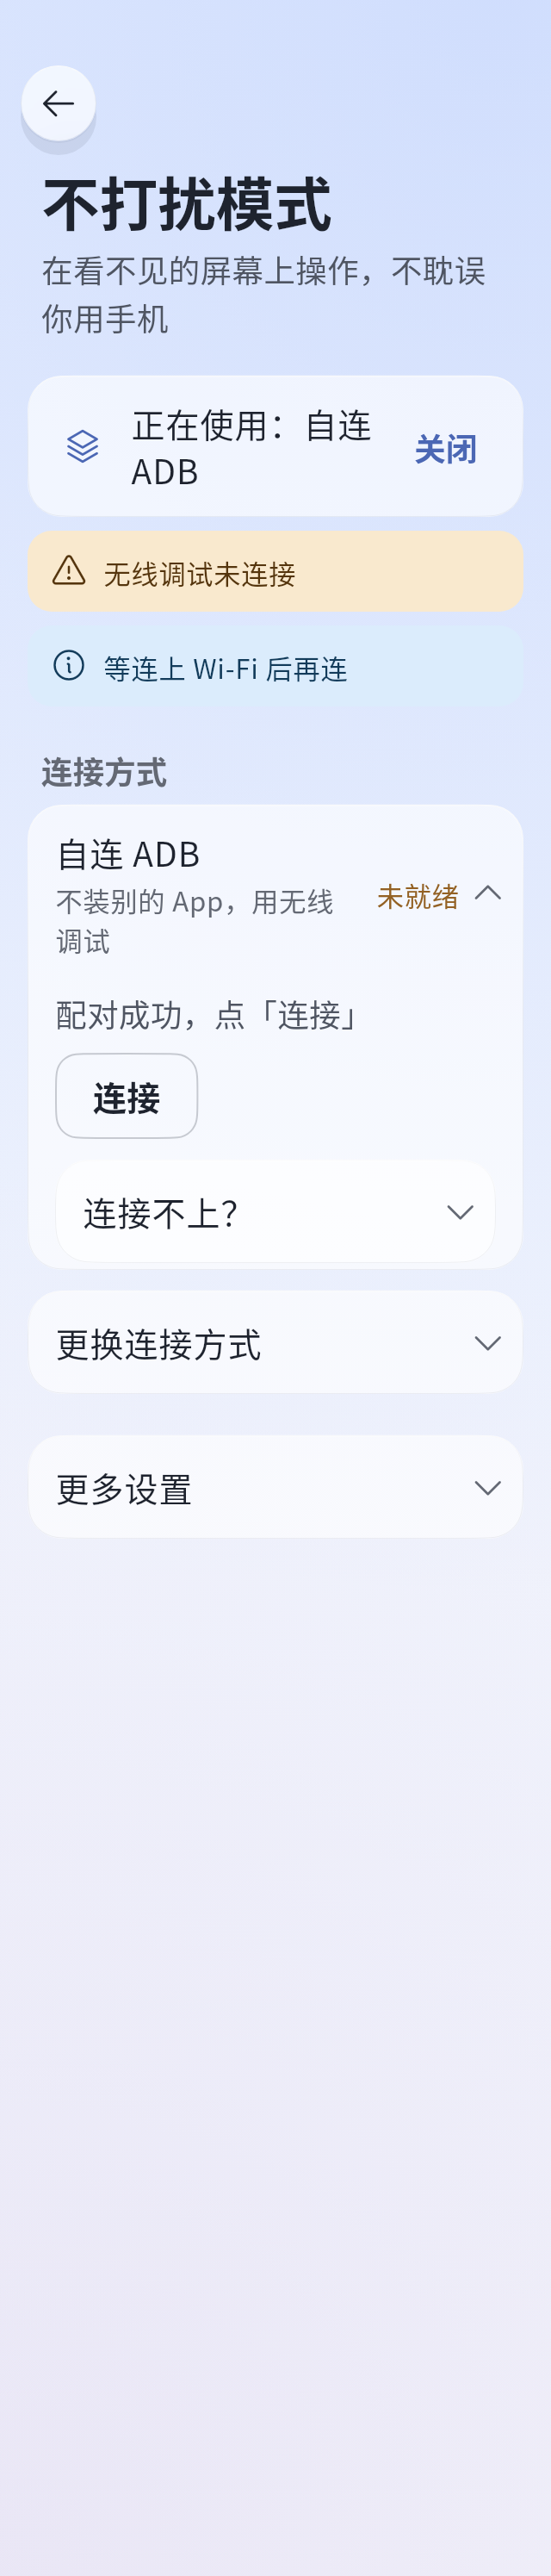 不打扰模式
在看不见的屏幕上操作，不耽误
你用手机
正在使用：自连
ADB
关闭
无线调试未连接
等连上 Wi-Fi 后再连
连接方式
自连 ADB
不装别的 App，用无线
调试
未就绪
配对成功，点「连接」
连接
连接不上？
更换连接方式
更多设置